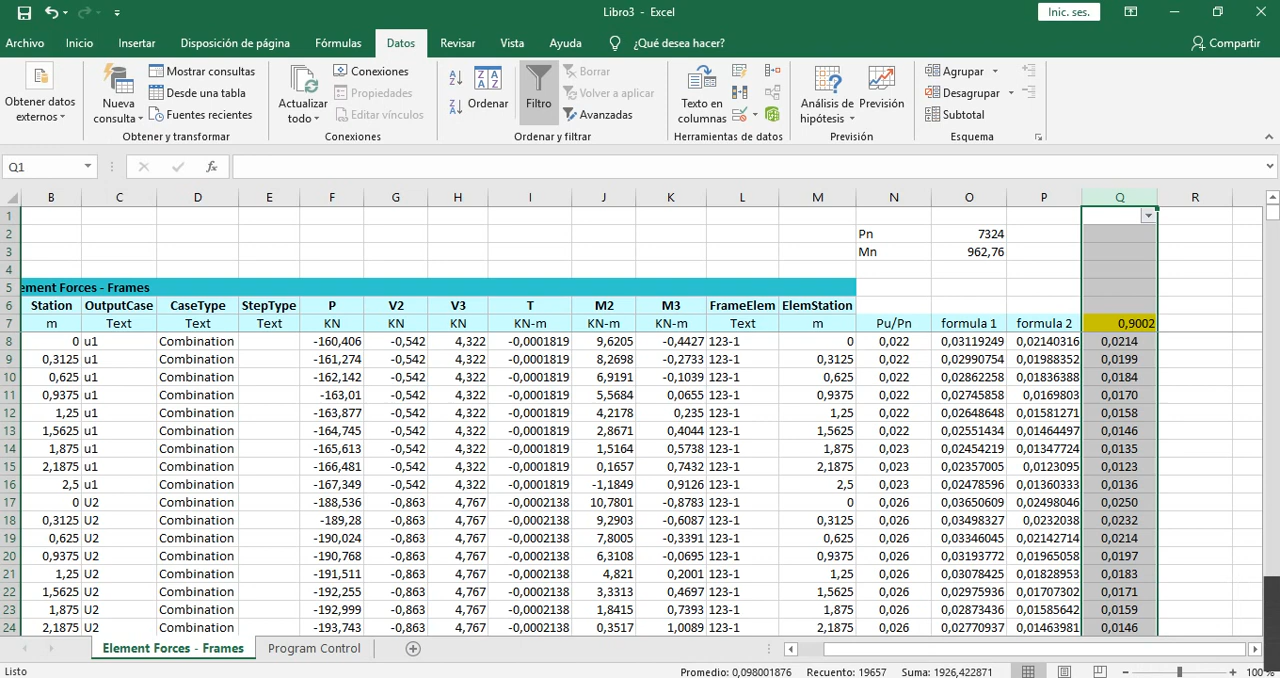 Libro3 - Excel
Inic. ses.
Archivo Inicio Insertar Disposición de página Fórmulas Datos Revisar Vista Ayuda ¿Qué desea hacer? Compartir
Obtener datos externos
Nueva consulta
Mostrar consultas
Desde una tabla
Fuentes recientes
Obtener y transformar
Actualizar todo
Conexiones
Propiedades
Editar vínculos
Conexiones
Ordenar
Filtro
Borrar
Volver a aplicar
Avanzadas
Ordenar y filtrar
Texto en columnas
Herramientas de datos
Análisis de hipótesis
Previsión
Previsión
Agrupar
Desagrupar
Subtotal
Esquema
Q1 fx
B C D E F G H I J K L M N O P Q R
1
2 Pn 7324
3 Mn 962,76
4
5 ement Forces - Frames
6 Station OutputCase CaseType StepType P V2 V3 T M2 M3 FrameElem ElemStation
7 m Text Text Text KN KN KN KN-m KN-m KN-m Text m Pu/Pn formula 1 formula 2 0,9002
8 0 u1 Combination -160,406 -0,542 4,322 -0,0001819 9,6205 -0,4427 123-1 0 0,022 0,03119249 0,02140316 0,0214
9 0,3125 u1 Combination -161,274 -0,542 4,322 -0,0001819 8,2698 -0,2733 123-1 0,3125 0,022 0,02990754 0,01988352 0,0199
10 0,625 u1 Combination -162,142 -0,542 4,322 -0,0001819 6,9191 -0,1039 123-1 0,625 0,022 0,02862258 0,01836388 0,0184
11 0,9375 u1 Combination -163,01 -0,542 4,322 -0,0001819 5,5684 0,0655 123-1 0,9375 0,022 0,02745858 0,0169803 0,0170
12 1,25 u1 Combination -163,877 -0,542 4,322 -0,0001819 4,2178 0,235 123-1 1,25 0,022 0,02648648 0,01581271 0,0158
13 1,5625 u1 Combination -164,745 -0,542 4,322 -0,0001819 2,8671 0,4044 123-1 1,5625 0,022 0,02551434 0,01464497 0,0146
14 1,875 u1 Combination -165,613 -0,542 4,322 -0,0001819 1,5164 0,5738 123-1 1,875 0,023 0,02454219 0,01347724 0,0135
15 2,1875 u1 Combination -166,481 -0,542 4,322 -0,0001819 0,1657 0,7432 123-1 2,1875 0,023 0,02357005 0,0123095 0,0123
16 2,5 u1 Combination -167,349 -0,542 4,322 -0,0001819 -1,1849 0,9126 123-1 2,5 0,023 0,02478596 0,01360333 0,0136
17 0 U2 Combination -188,536 -0,863 4,767 -0,0002138 10,7801 -0,8783 123-1 0 0,026 0,03650609 0,02498046 0,0250
18 0,3125 U2 Combination -189,28 -0,863 4,767 -0,0002138 9,2903 -0,6087 123-1 0,3125 0,026 0,03498327 0,0232038 0,0232
19 0,625 U2 Combination -190,024 -0,863 4,767 -0,0002138 7,8005 -0,3391 123-1 0,625 0,026 0,03346045 0,02142714 0,0214
20 0,9375 U2 Combination -190,768 -0,863 4,767 -0,0002138 6,3108 -0,0695 123-1 0,9375 0,026 0,03193772 0,01965058 0,0197
21 1,25 U2 Combination -191,511 -0,863 4,767 -0,0002138 4,821 0,2001 123-1 1,25 0,026 0,03078425 0,01828953 0,0183
22 1,5625 U2 Combination -192,255 -0,863 4,767 -0,0002138 3,3313 0,4697 123-1 1,5625 0,026 0,02975936 0,01707302 0,0171
23 1,875 U2 Combination -192,999 -0,863 4,767 -0,0002138 1,8415 0,7393 123-1 1,875 0,026 0,02873436 0,01585642 0,0159
24 2,1875 U2 Combination -193,743 -0,863 4,767 -0,0002138 0,3517 1,0089 123-1 2,1875 0,026 0,02770937 0,01463981 0,0146
Element Forces - Frames Program Control
Listo Promedio: 0,098001876 Recuento: 19657 Suma: 1926,422871 100 %